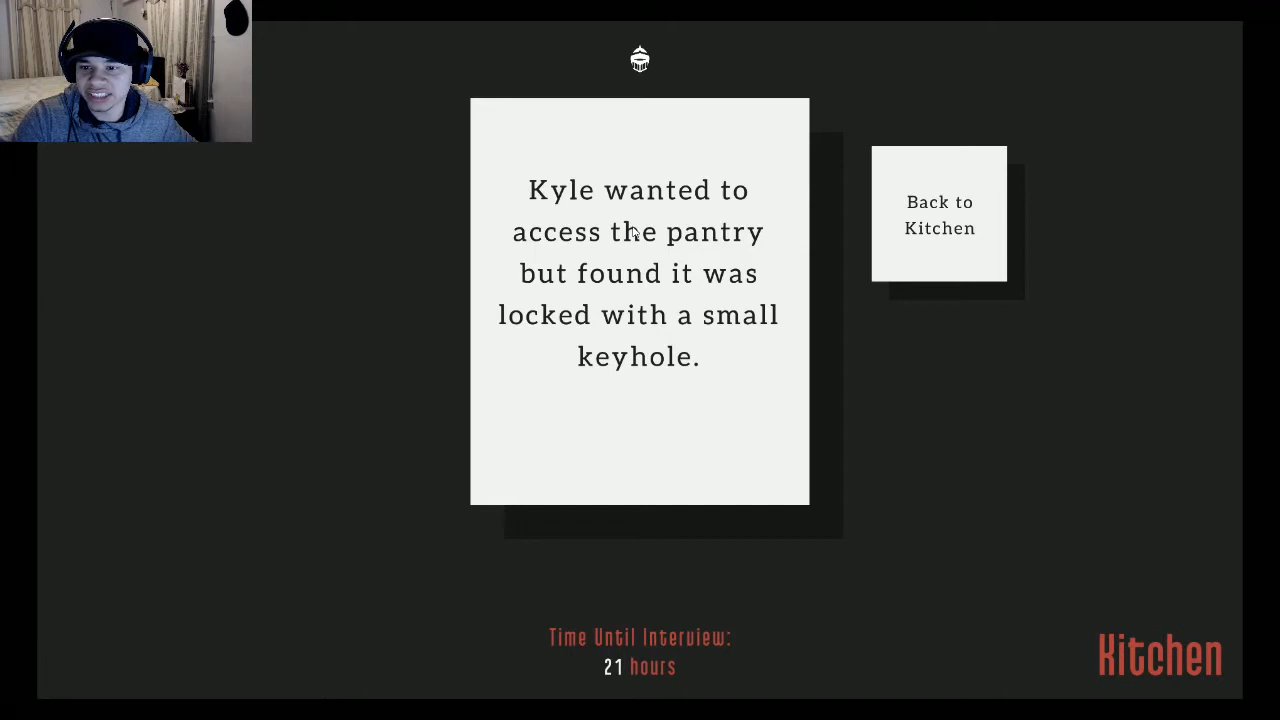 Kyle wanted to
access the pantry
but found it was
locked with a small
keyhole.
Back to
Kitchen
Time Until Interview:
21 hours
Kitchen